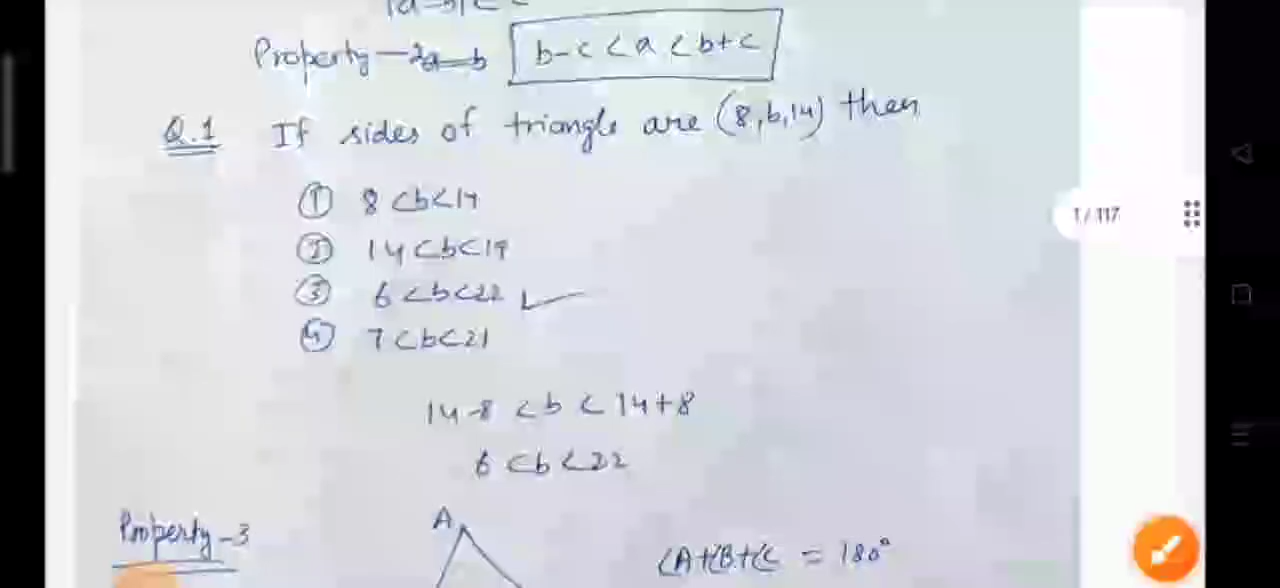 Property-2 b-c<a<b+c
Q.1 If sides of triangle are (8,b,14) then
① 8<b<14
② 14<b<19
③ 6<b<22 ✓
④ 7<b<21
1/117
14-8<b<14+8
6<b<22
Property-3
A
∠A+∠B+∠C = 180°